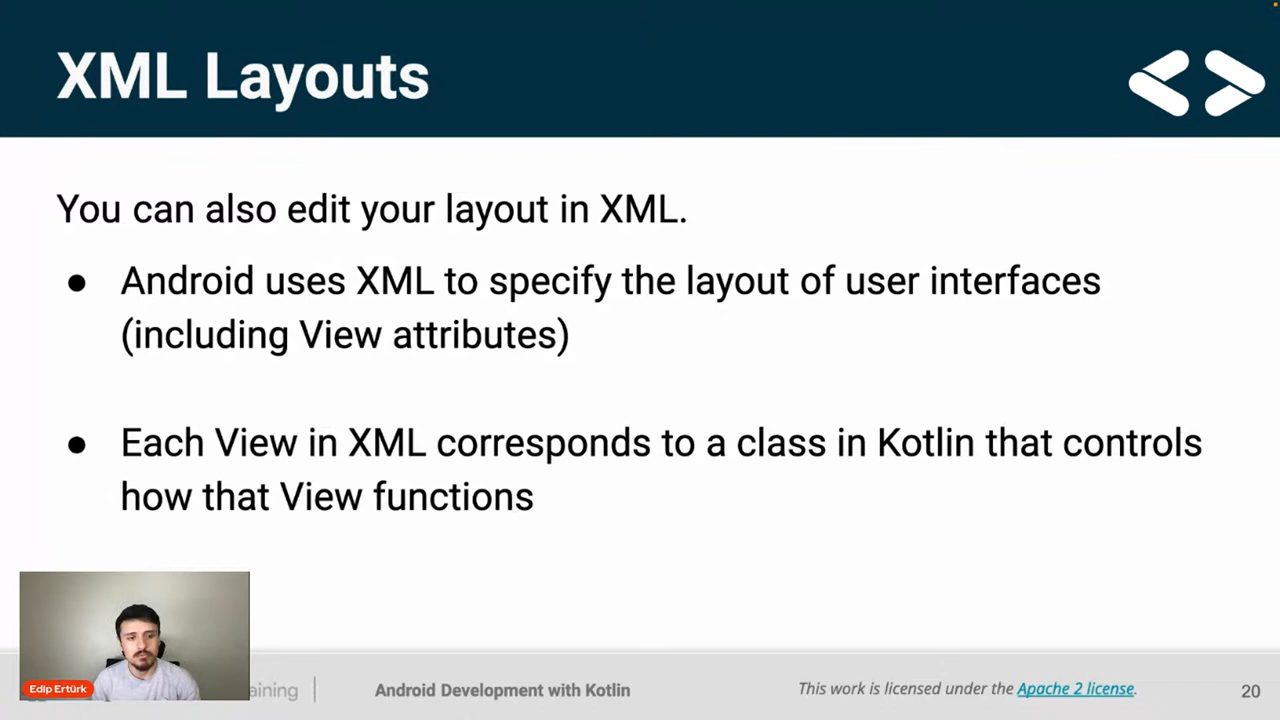 XML Layouts
You can also edit your layout in XML.
● Android uses XML to specify the layout of user interfaces
(including View attributes)
● Each View in XML corresponds to a class in Kotlin that controls
how that View functions
Edip Ertürk
Android Development with Kotlin
This work is licensed under the Apache 2 license.
20